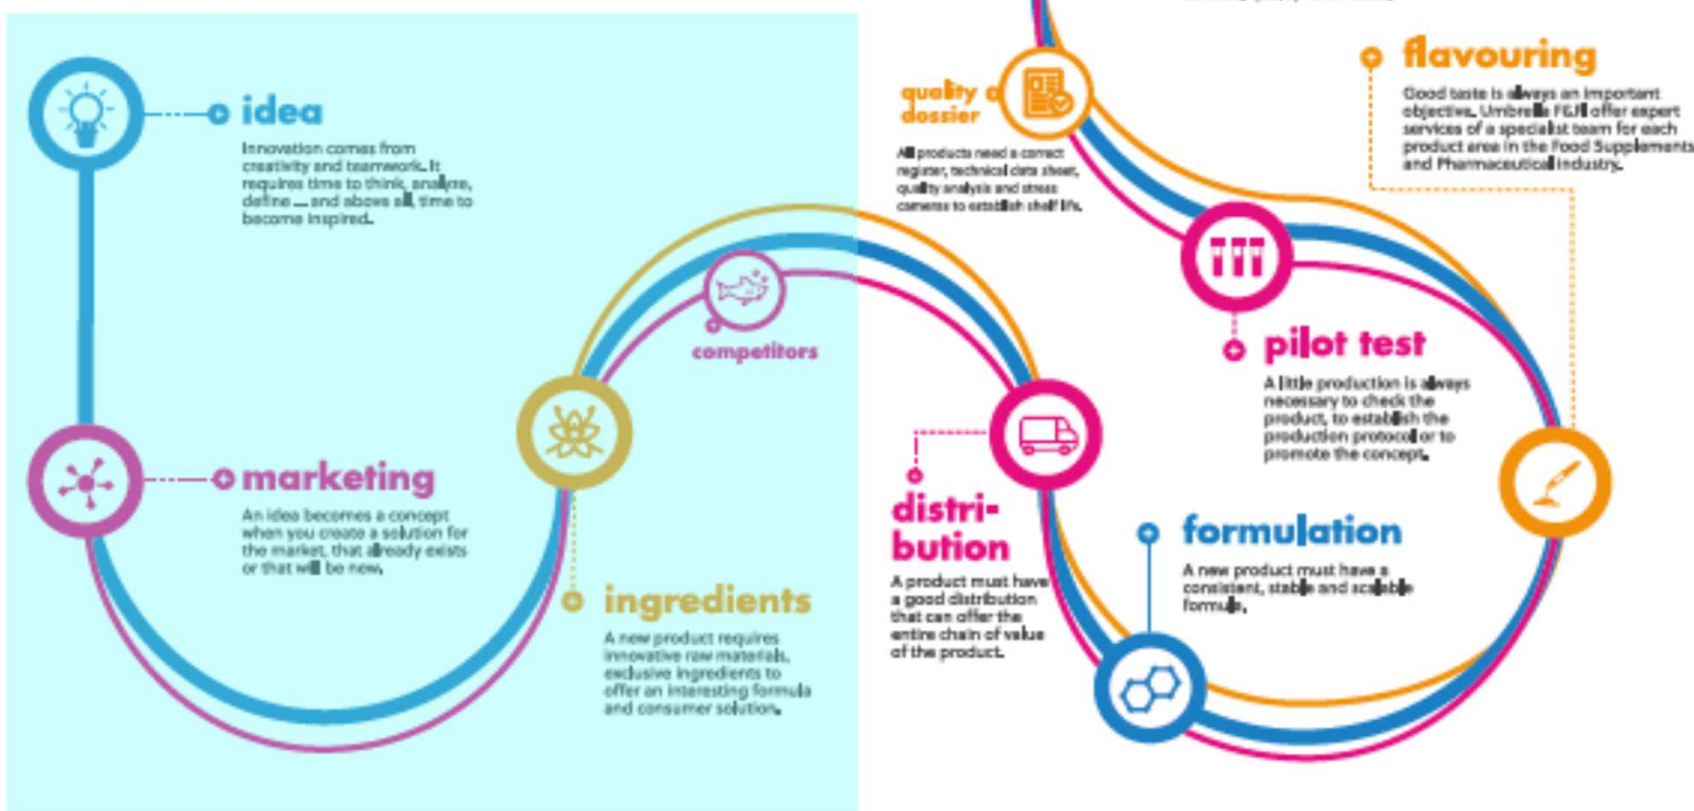 idea
Innovation comes from
creativity and teamwork. It
requires time to think, analyse,
define ... and above all, time to
become inspired.
marketing
An idea becomes a concept
when you create a solution for
the market, that already exists
or that will be new.
ingredients
A new product requires
innovative raw materials,
exclusive ingredients to
offer an interesting formula
and consumer solution.
competitors
distri-
bution
A product must have
a good distribution
that can offer the
entire chain of value
of the product.
formulation
A new product must have a
consistent, stable and scalable
formula.
flavouring
Good taste is always an important
objective. Umbrella F&P offer expert
services of a specialist team for each
product area in the Food Supplements
and Pharmaceutical industry.
pilot test
A little production is always
necessary to check the
product, to establish the
production protocol or to
promote the concept.
quality
dossier
All products need a correct
register, technical data sheet,
quality analysis and stress
cameras to establish shelf life.